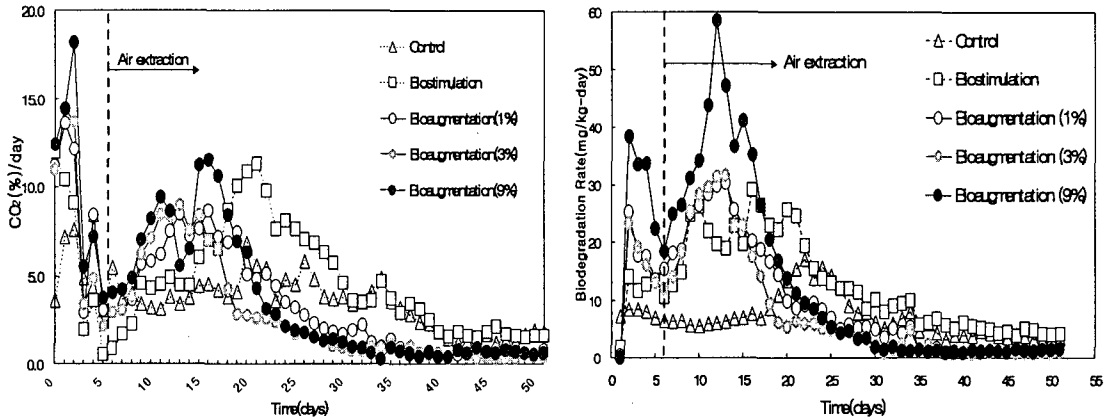 20.0
15.0
10.0
5.0
0.0
CO2 (%)/day
Air extraction
Control
Biostimulation
Bioaugmentation(1%)
Bioaugmentation(3%)
Bioaugmentation(9%)
0 5 10 15 20 25 30 35 40 45 50
Time(days)
60
50
40
30
20
10
0
Biodegradation Rate(mg/kg-day)
Air extraction
Control
Biostimulation
Bioaugmentation (1%)
Bioaugmentation (3%)
Bioaugmentation (9%)
0 5 10 15 20 25 30 35 40 45 50 55
Time(days)